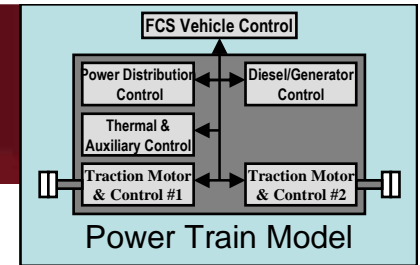 FCS Vehicle Control
Power Distribution
Control
Diesel/Generator
Control
Thermal &
Auxiliary Control
Traction Motor
& Control #1
Traction Motor
& Control #2
Power Train Model